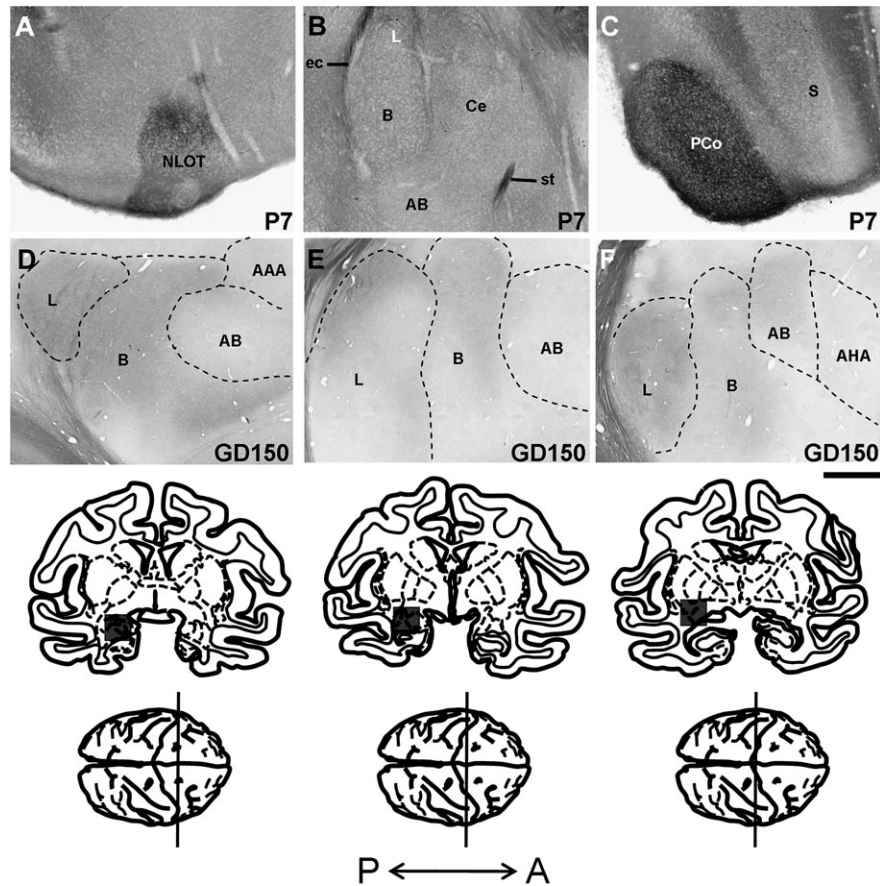 A
NLOT
P7
B
L
ec
B
Ce
st
AB
P7
C
S
PCo
P7
D
L
AAA
B
AB
GD150
E
L
B
AB
GD150
F
L
B
AB
AHA
GD150
P A